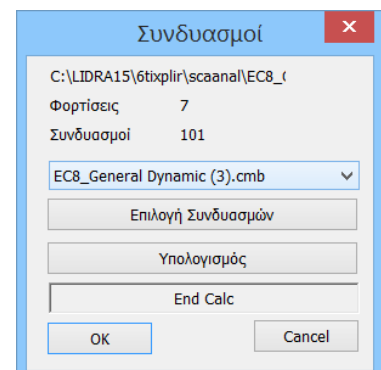 Συνδυασμοί
C:\LIDRA15\6tixplir\scaanal\EC8_(
Φορτίσεις 7
Συνδυασμοί 101
EC8_General Dynamic (3).cmb
Επιλογή Συνδυασμών
Υπολογισμός
End Calc
OK Cancel